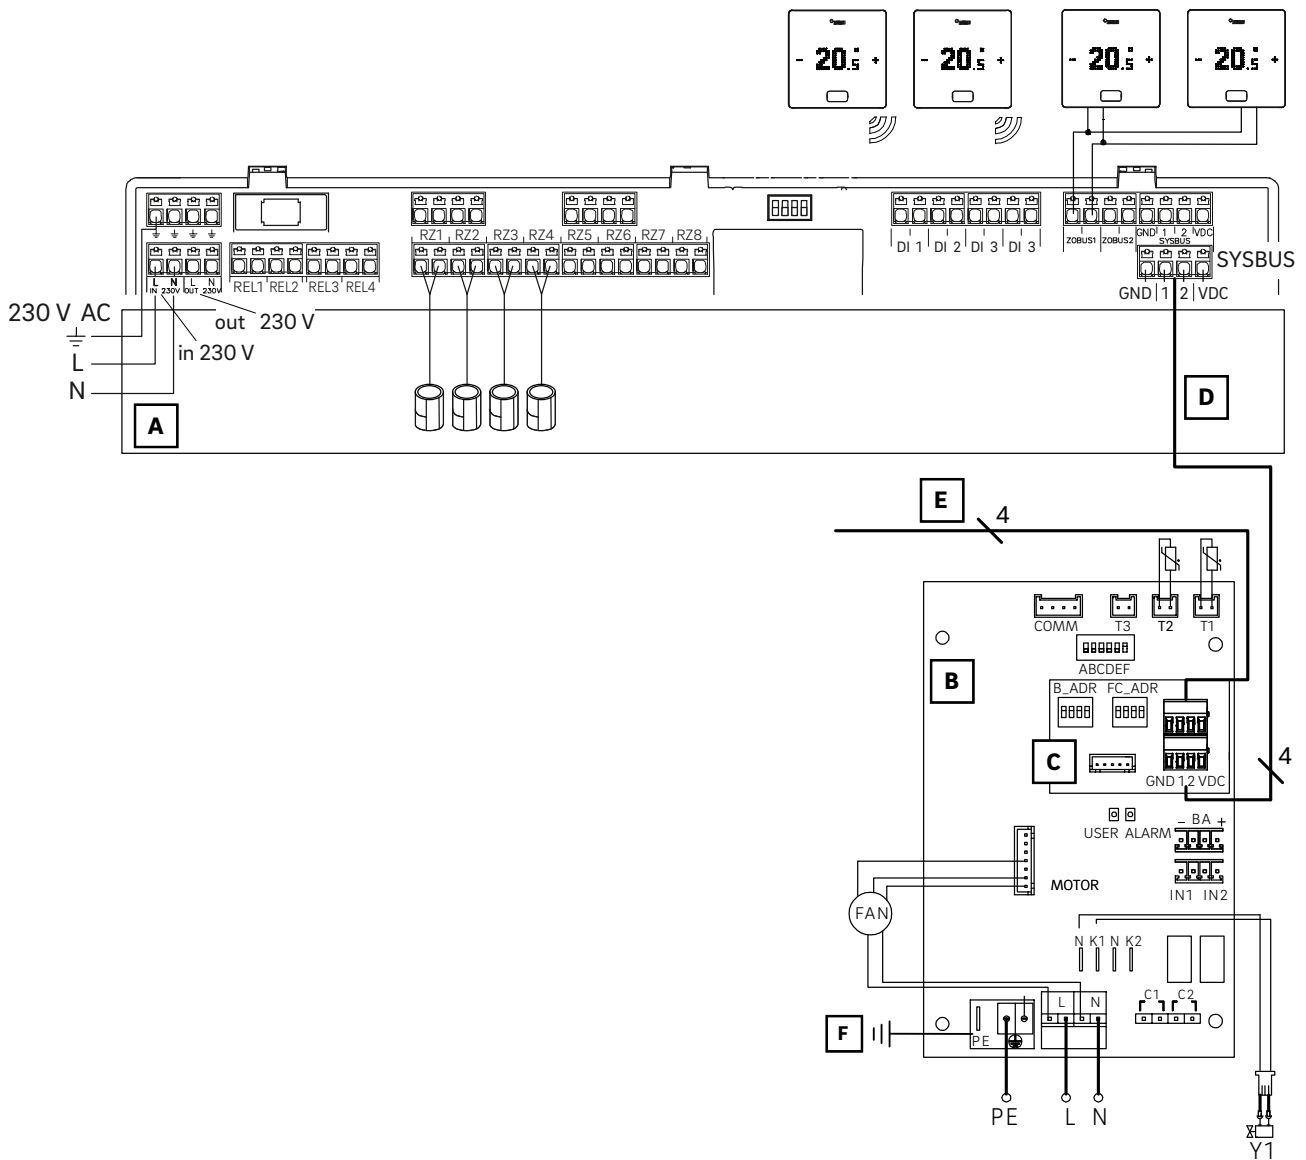 - 20.5 +
- 20.5 +
- 20.5 +
- 20.5 +
RZ1 RZ2 RZ3 RZ4 RZ5 RZ6 RZ7 RZ8
DI 1 DI 2 DI 3 DI 3
ZOBUS1 ZOBUS2
GND 1 2 VDC
SYSBUS
SYSBUS
GND 1 2 VDC
L N L N
IN 230V OUT 230V
REL1 REL2 REL3 REL4
230 V AC
out 230 V
in 230 V
L
N
A
D
E
4
COMM T3 T2 T1
ABCDEF
B
B_ADR FC_ADR
C
GND 1 2 VDC
4
USER ALARM
- BA +
IN1 IN2
MOTOR
FAN
N K1 N K2
L N
C1 C2
F
PE
PE L N
Y1